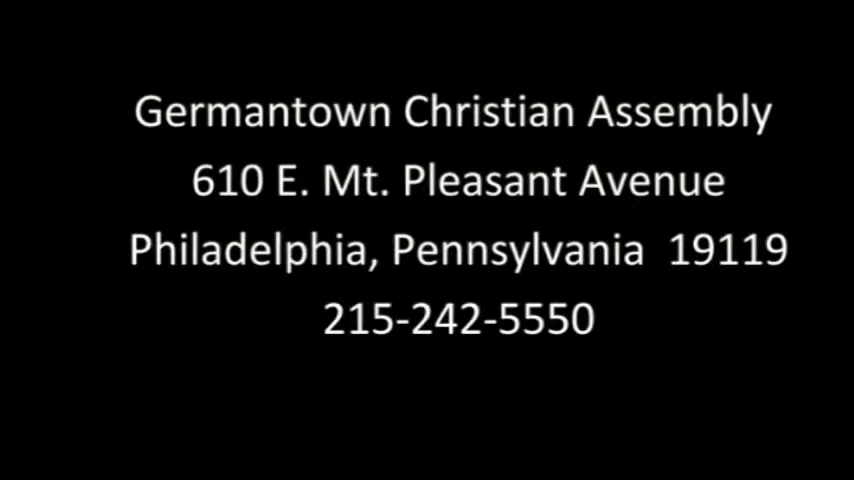 Germantown Christian Assembly
610 E. Mt. Pleasant Avenue
Philadelphia, Pennsylvania  19119
215-242-5550